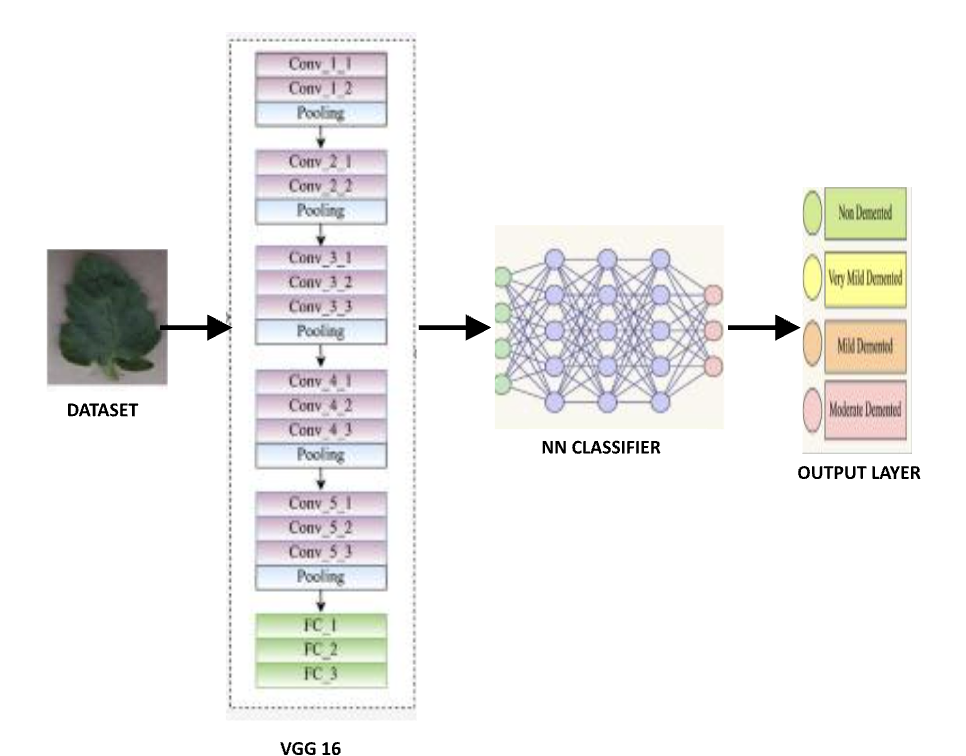 Conv_1_1
Conv_1_2
Pooling
Conv_2_1
Conv_2_2
Pooling
Conv_3_1
Conv_3_2
Conv_3_3
Pooling
Conv_4_1
Conv_4_2
Conv_4_3
Pooling
Conv_5_1
Conv_5_2
Conv_5_3
Pooling
FC_1
FC_2
FC_3
VGG 16
DATASET
NN CLASSIFIER
Non Demented
Very Mild Demented
Mild Demented
Moderate Demented
OUTPUT LAYER